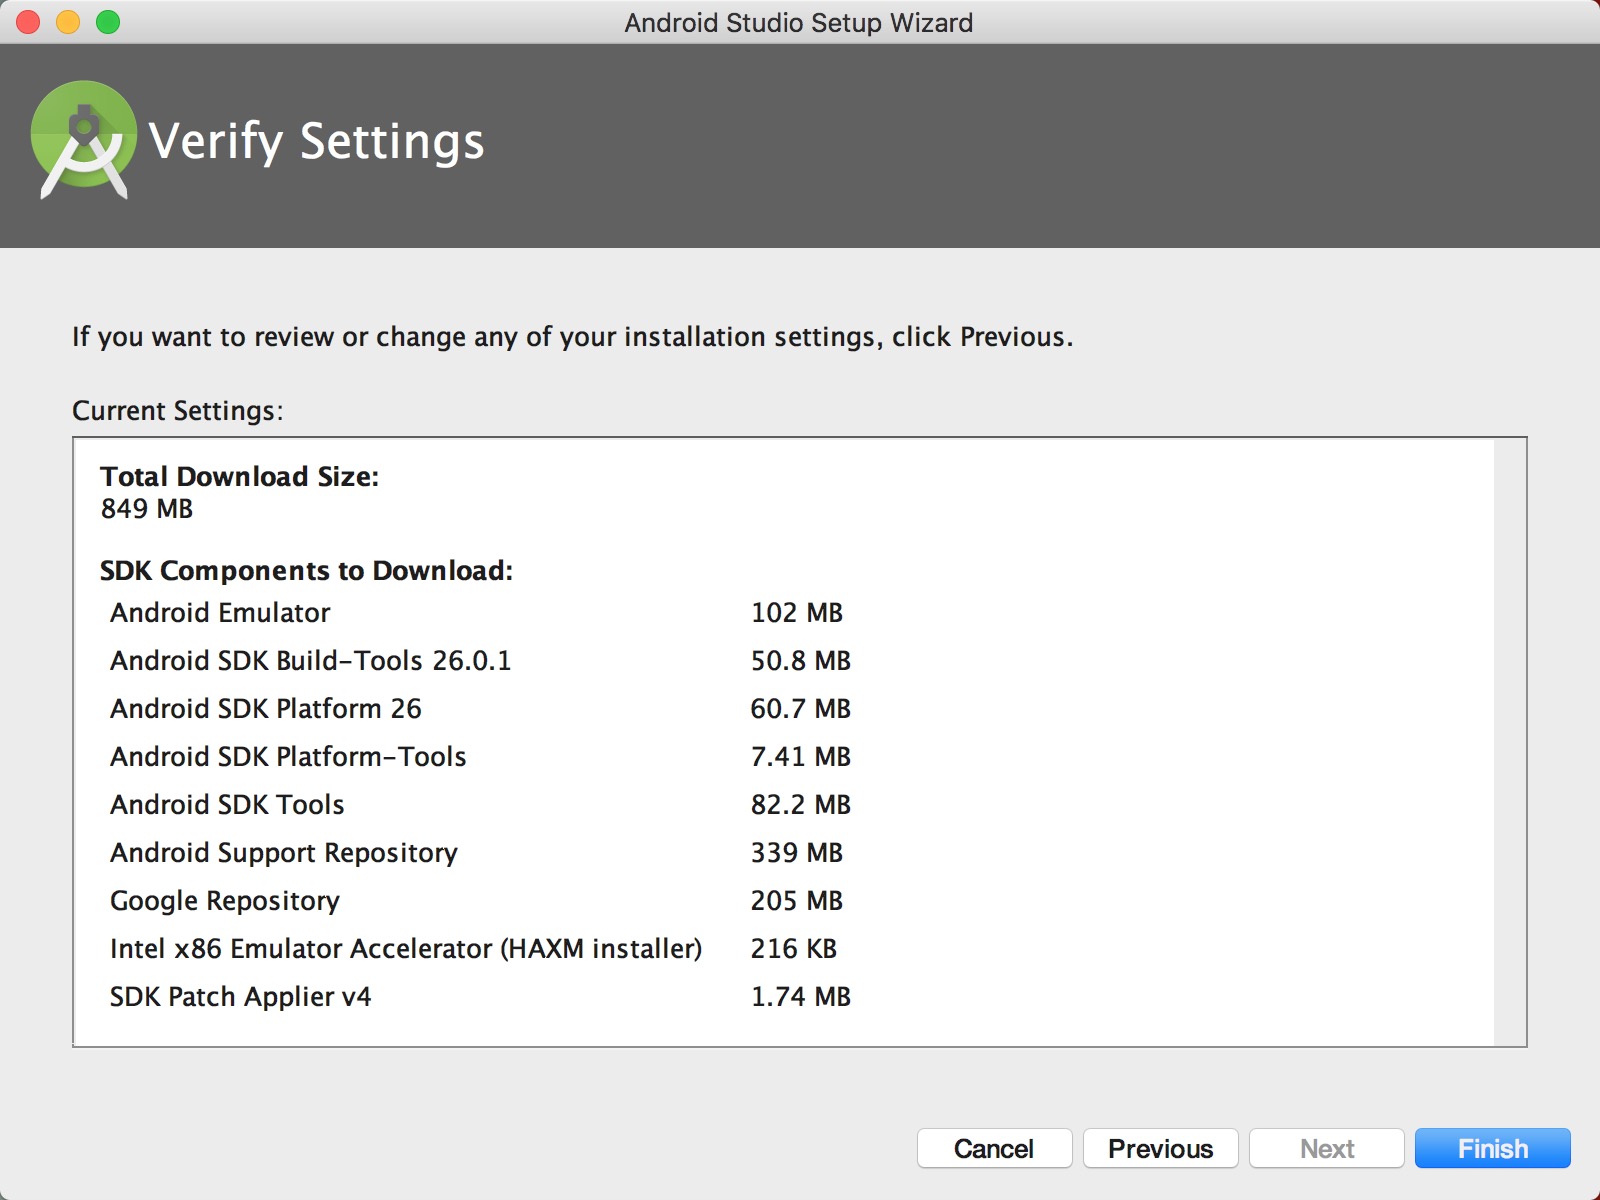 Android Studio Setup Wizard
Verify Settings
If you want to review or change any of your installation settings, click Previous.
Current Settings:
Total Download Size:
849 MB
SDK Components to Download:
Android Emulator 102 MB
Android SDK Build-Tools 26.0.1 50.8 MB
Android SDK Platform 26 60.7 MB
Android SDK Platform-Tools 7.41 MB
Android SDK Tools 82.2 MB
Android Support Repository 339 MB
Google Repository 205 MB
Intel x86 Emulator Accelerator (HAXM installer) 216 KB
SDK Patch Applier v4 1.74 MB
Cancel Previous Next Finish